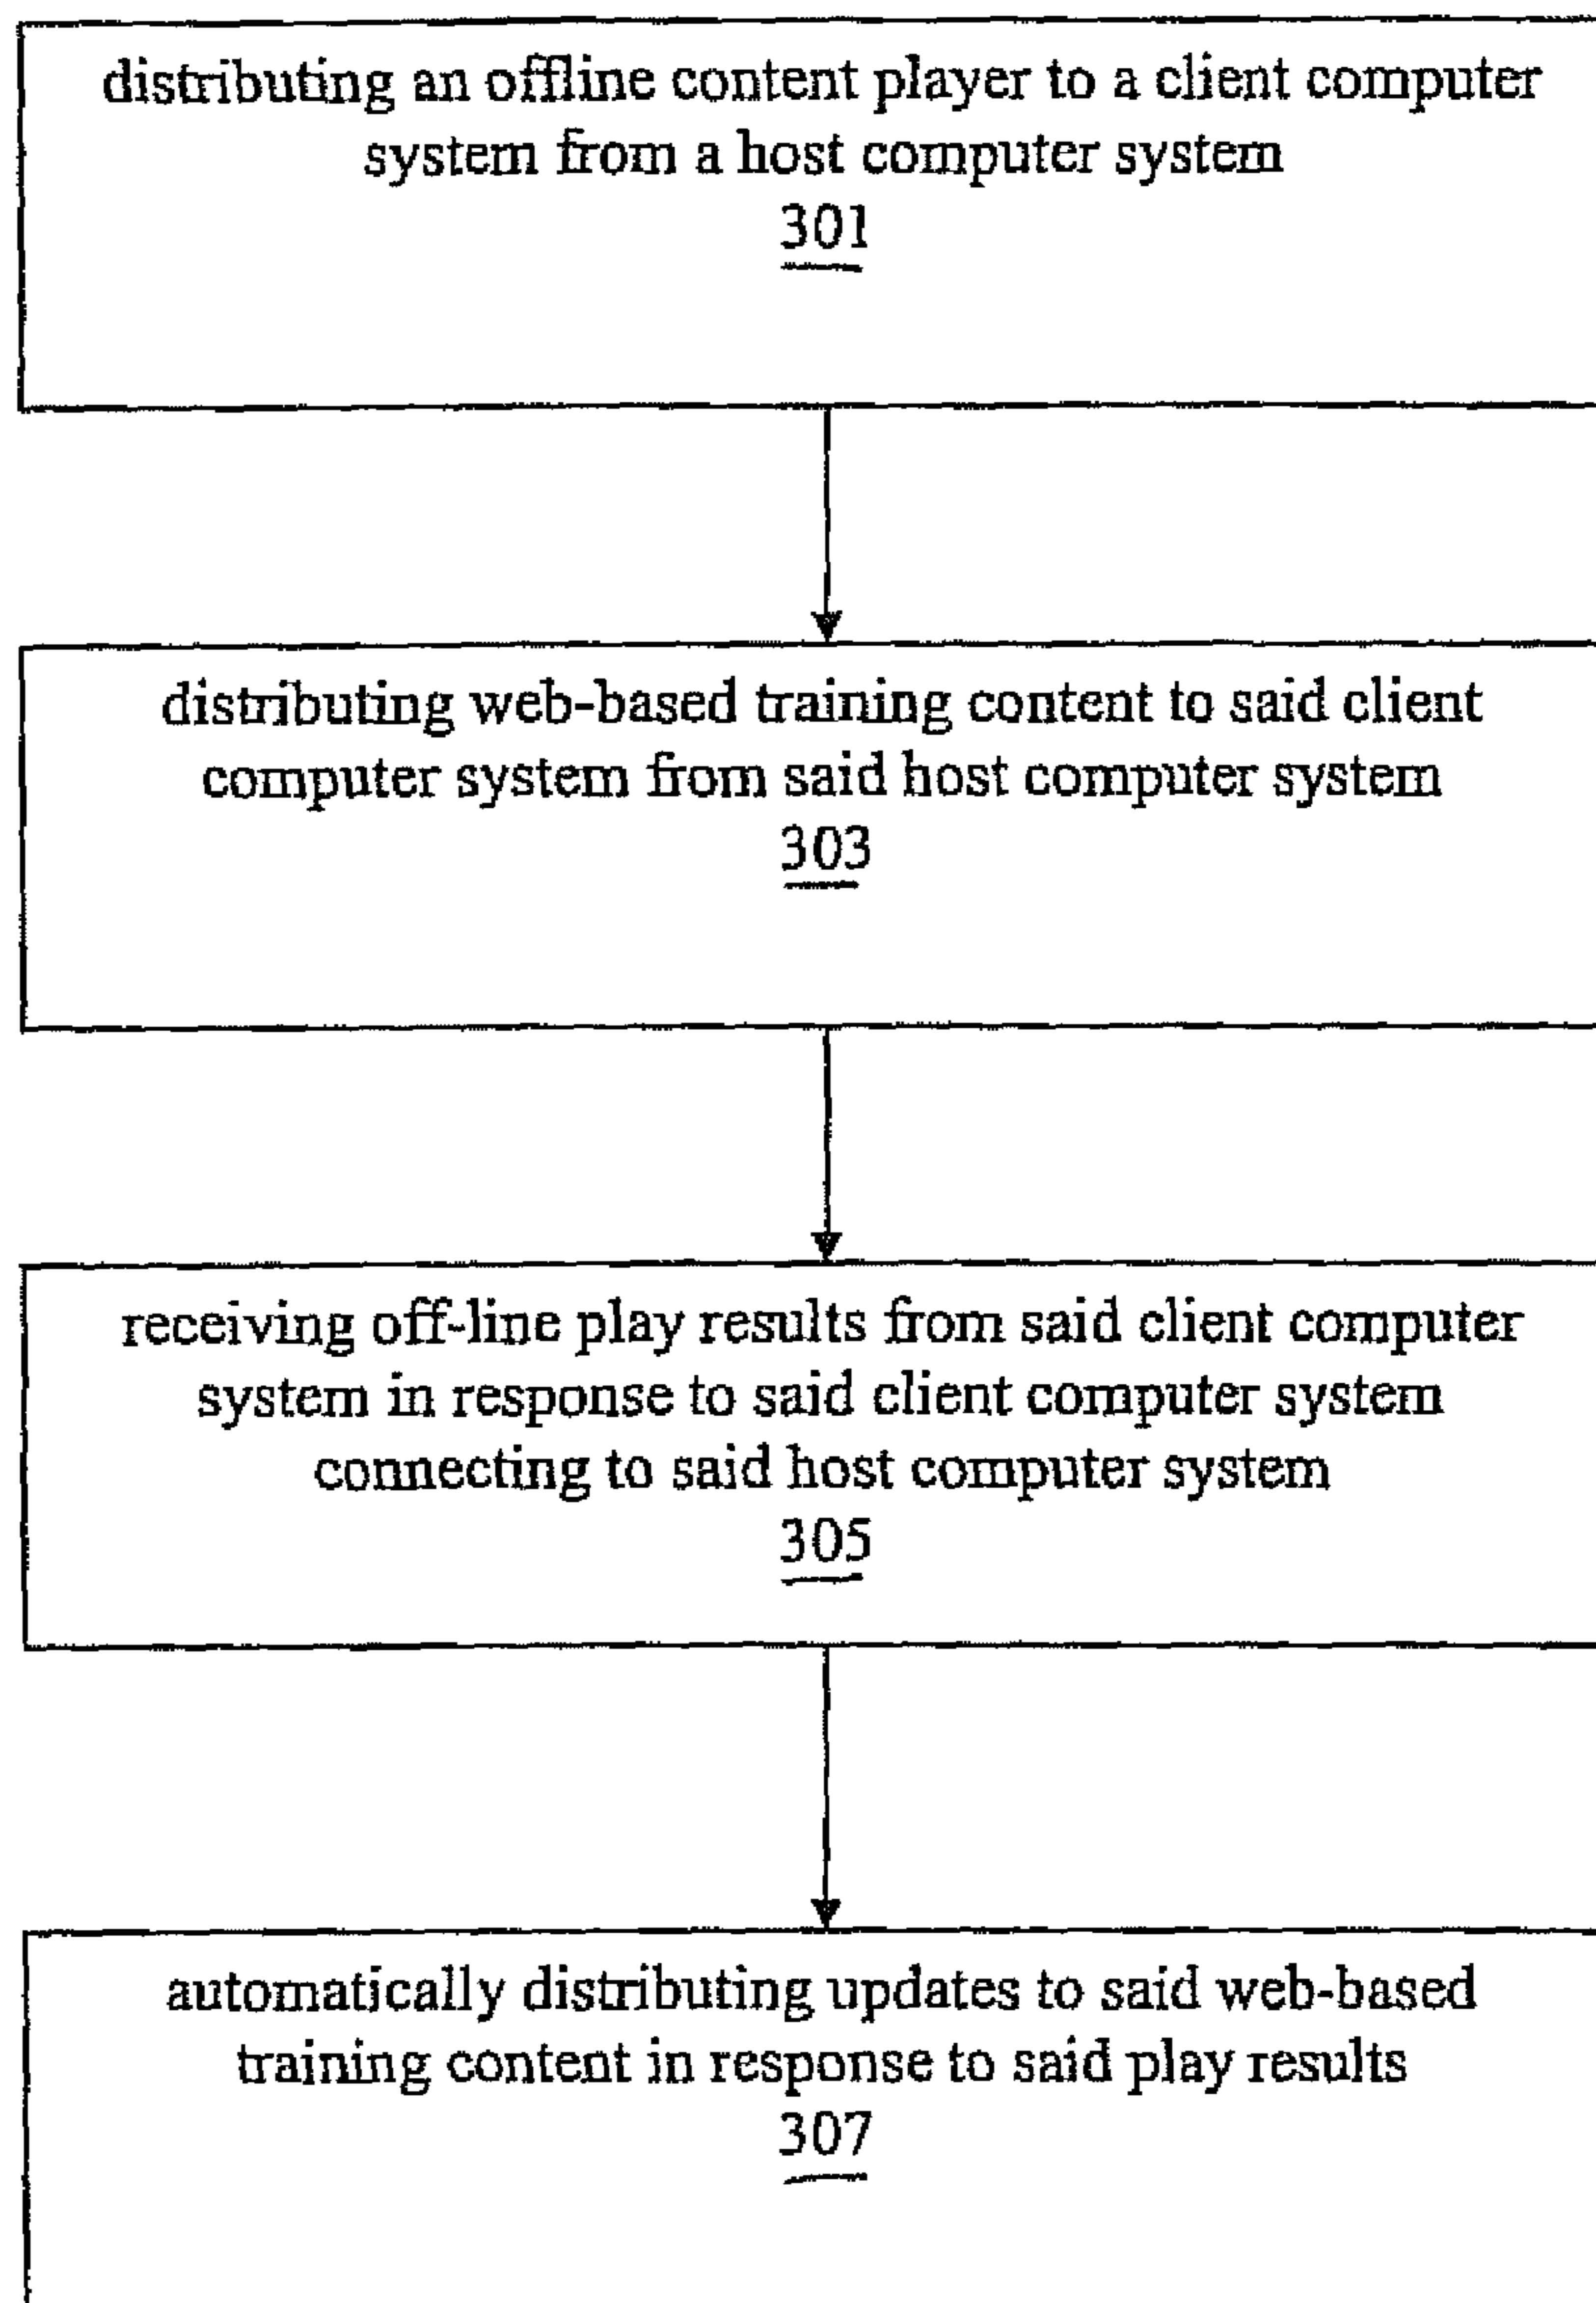 distributing an offline content player to a client computer
system from a host computer system
301
distributing web-based training content to said client
computer system from said host computer system
303
receiving off-line play results from said client computer
system in response to said client computer system
connecting to said host computer system
305
automatically distributing updates to said web-based
training content in response to said play results
307